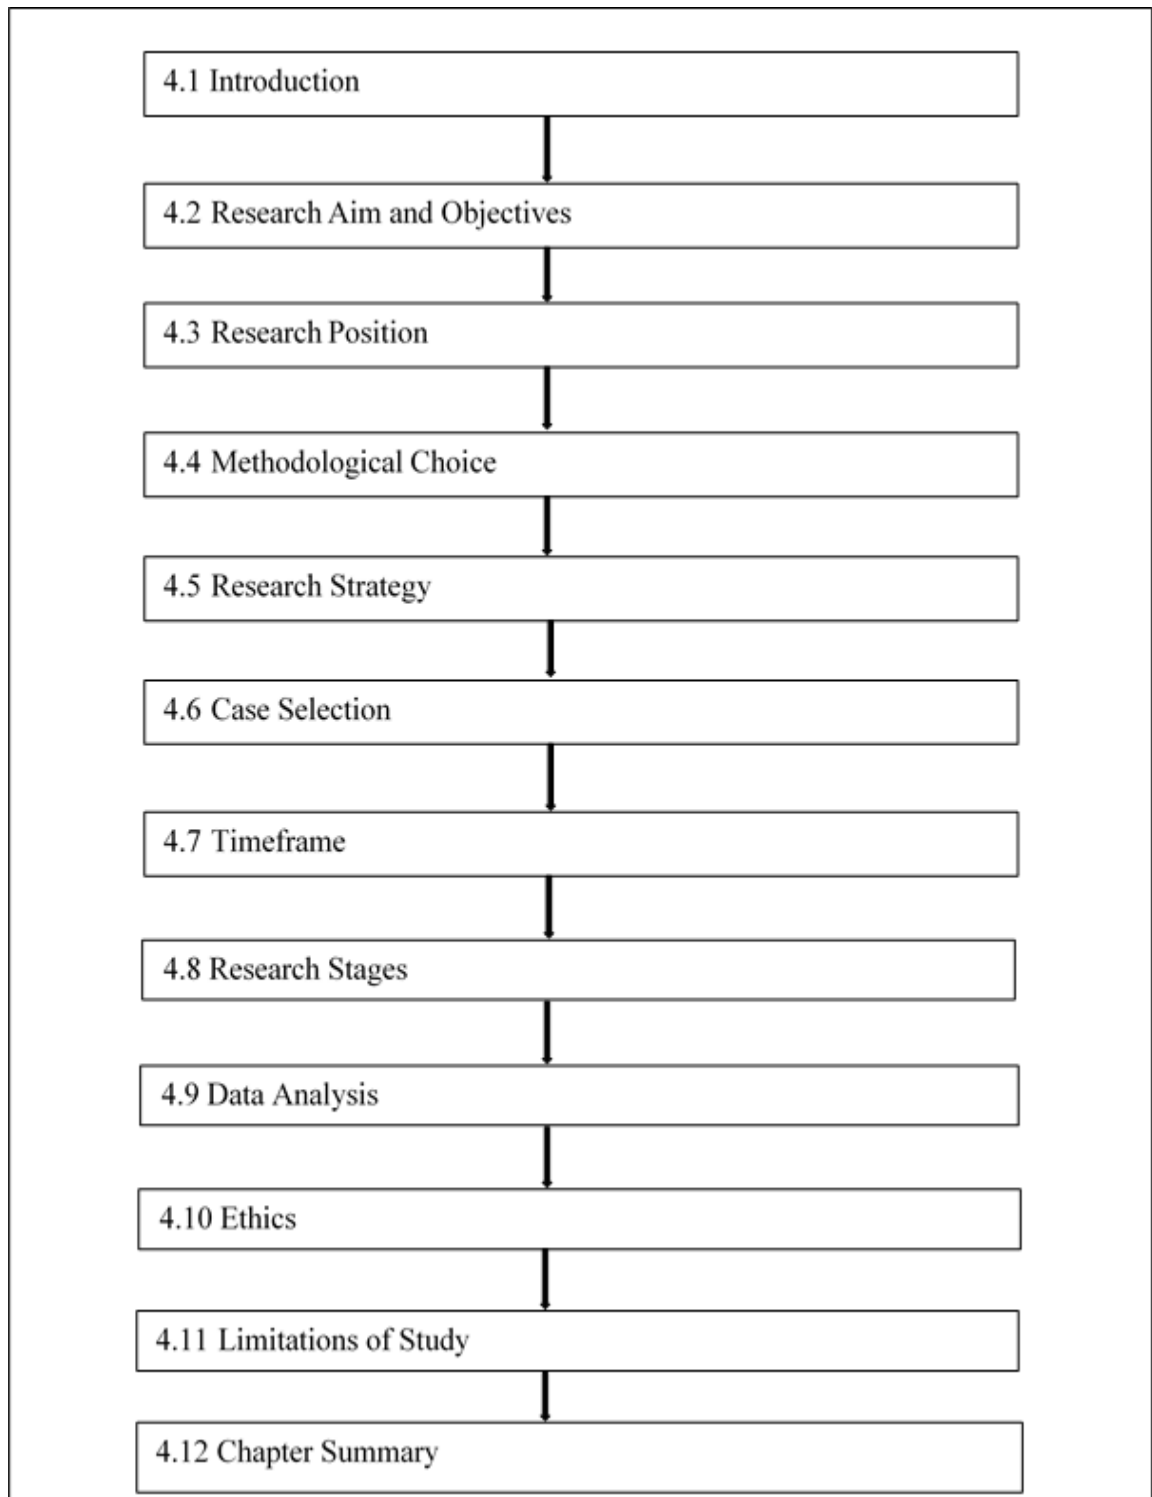 4.1 Introduction
4.2 Research Aim and Objectives
4.3 Research Position
4.4 Methodological Choice
4.5 Research Strategy
4.6 Case Selection
4.7 Timeframe
4.8 Research Stages
4.9 Data Analysis
4.10 Ethics
4.11 Limitations of Study
4.12 Chapter Summary